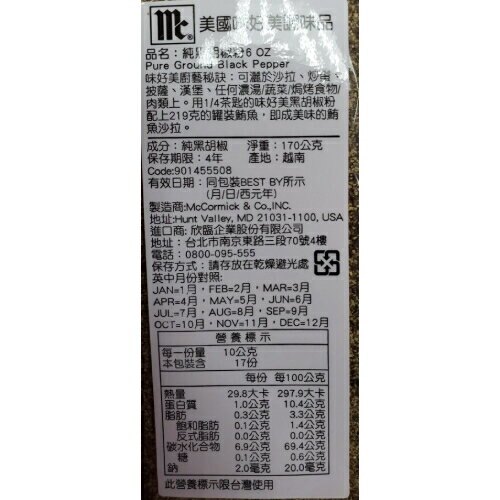 mc 美國味好美調味品
品名：純黑胡椒粉6 OZ
Pure Ground Black Pepper
味好美廚藝秘訣：可灑於沙拉、炒蛋、
披薩、漢堡、任何濃湯/蔬菜/焗烤食物/
肉類上。用1/4茶匙的味好美黑胡椒粉
配上219克的罐裝鮪魚，即成美味的鮪
魚沙拉。
成分：純黑胡椒 淨重：170公克
保存期限：4年 產地：越南
Code:901455508
有效日期：同包裝BEST BY所示
(月/日/西元年)
製造商:McCormick & Co.,INC.
地址:Hunt Valley, MD 21031-1100, USA
進口商: 欣臨企業股份有限公司
地址：台北市南京東路三段70號4樓
電話：0800-095-555
保存方式：請存放在乾燥避光處
英中月份對照:
JAN=1月，FEB=2月，MAR=3月
APR=4月，MAY=5月，JUN=6月
JUL=7月，AUG=8月，SEP=9月
OCT=10月，NOV=11月，DEC=12月
營養標示
每一份量 10公克
本包裝含 17份
每份 每100公克
熱量 29.8大卡 297.9大卡
蛋白質 1.0公克 10.4公克
脂肪 0.3公克 3.3公克
飽和脂肪 0.1公克 1.4公克
反式脂肪 0公克 0公克
碳水化合物 6.9公克 69.4公克
糖 0.1公克 0.6公克
鈉 2.0毫克 20.0毫克
此營養標示限台灣使用